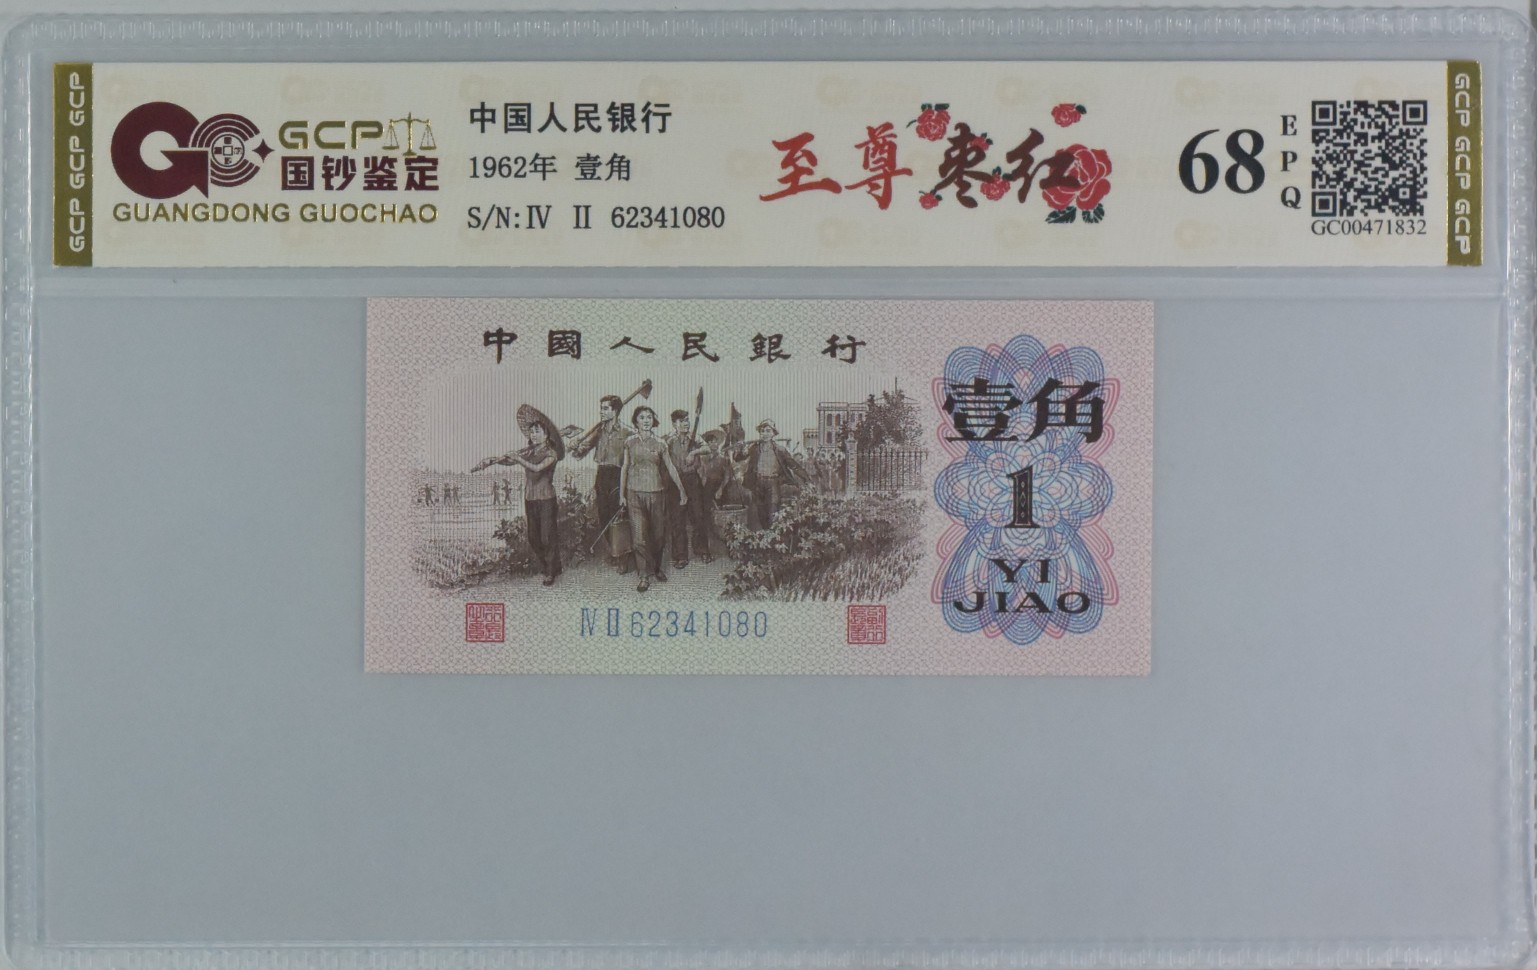 GCP GCP GCP
GCP
国钞鉴定
GUANGDONG GUOCHAO
中国人民银行
1962年 壹角
S/N:Ⅳ Ⅱ 62341080
至尊枣红
68
EPQ
GC00471832
GCP GCP GCP
中國人民銀行
壹角
1
YI
JIAO
Ⅳ Ⅱ 62341080